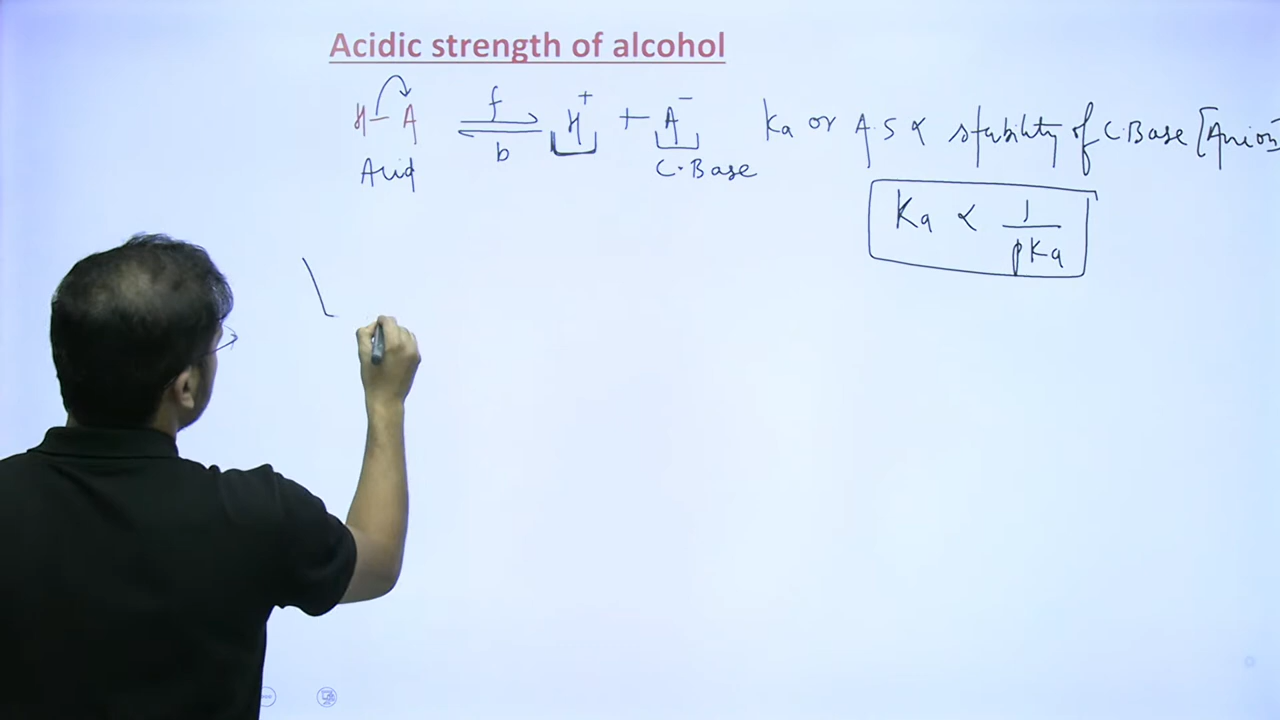 Acidic strength of alcohol
H–A ⇌ H⁺ + A⁻ Ka or A.S ∝ stability of C.Base [Anion
f
b
Acid C.Base
Ka ∝ 1/pKa